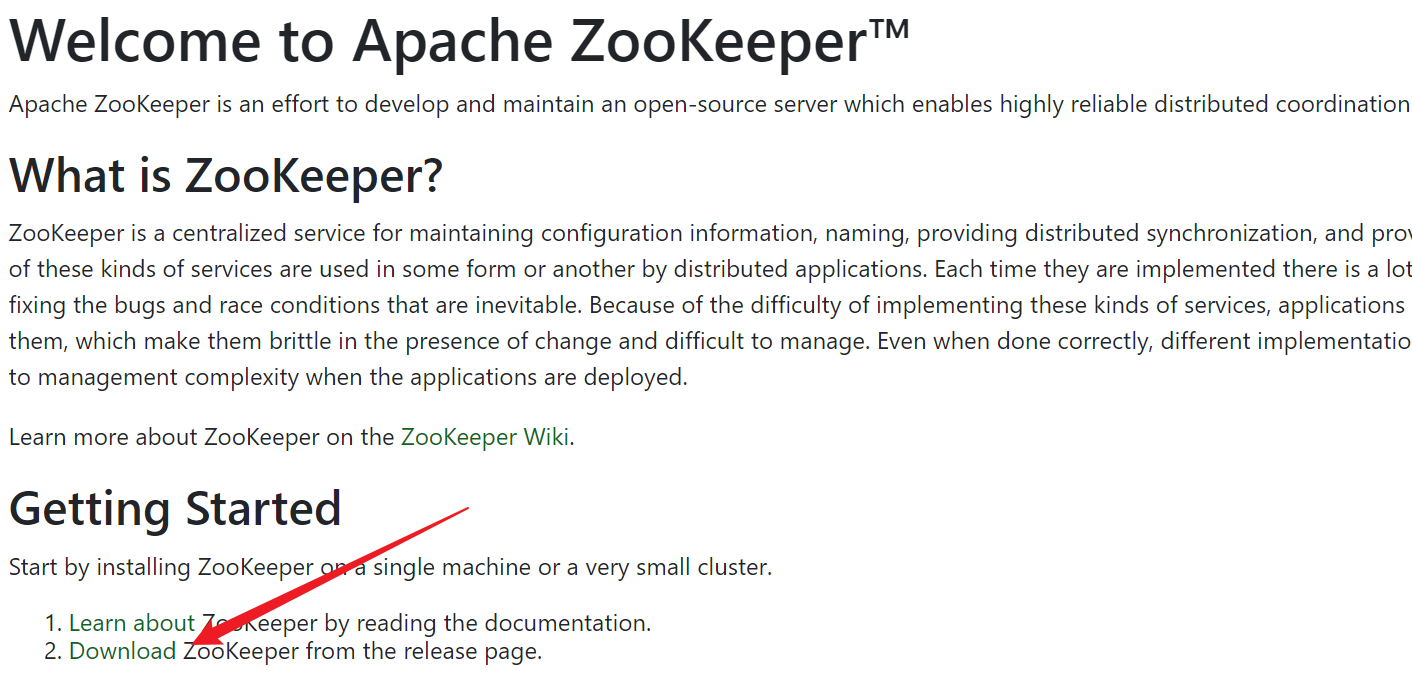 Welcome to Apache ZooKeeper™
Apache ZooKeeper is an effort to develop and maintain an open-source server which enables highly reliable distributed coordination
What is ZooKeeper?
ZooKeeper is a centralized service for maintaining configuration information, naming, providing distributed synchronization, and
of these kinds of services are used in some form or another by distributed applications. Each time they are implemented there is a lot
fixing the bugs and race conditions that are inevitable. Because of the difficulty of implementing these kinds of services, applications
them, which make them brittle in the presence of change and difficult to manage. Even when done correctly, different
to management complexity when the applications are deployed.
Learn more about ZooKeeper on the ZooKeeper Wiki.
Getting Started
Start by installing ZooKeeper on a single machine or a very small cluster.
1. Learn about ZooKeeper by reading the documentation.
2. Download ZooKeeper from the release page.